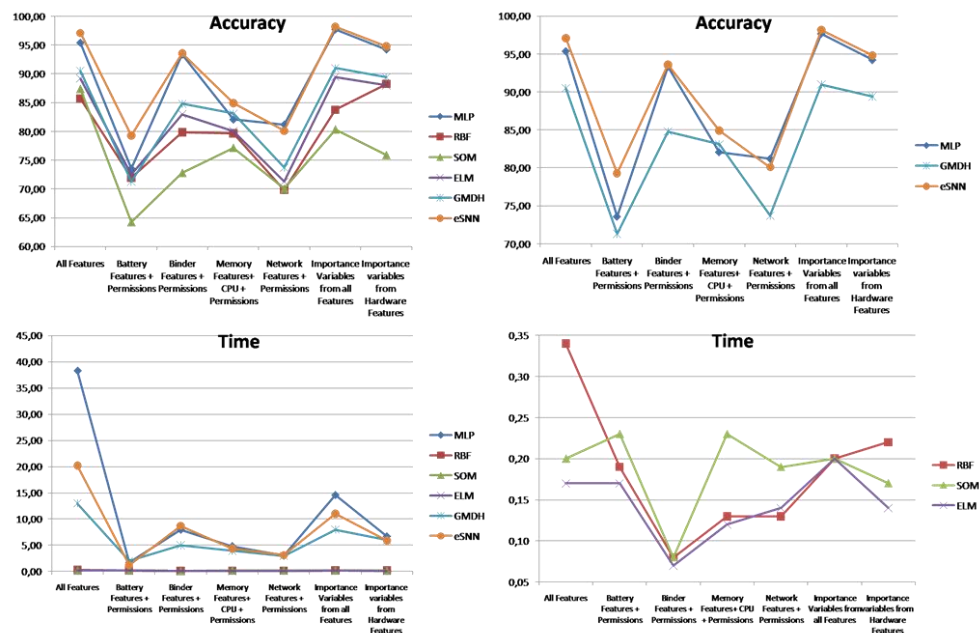 Accuracy
100,00
95,00
90,00
85,00
80,00
75,00
70,00
65,00
60,00
All Features
Battery Features + Permissions
Binder Features + Permissions
Memory Features+ CPU + Permissions
Network Features + Permissions
Importance Variables from all Features
Importance variables from Hardware Features
MLP
RBF
SOM
ELM
GMDH
eSNN
Accuracy
100,00
95,00
90,00
85,00
80,00
75,00
70,00
All Features
Battery Features + Permissions
Binder Features + Permissions
Memory Features+ CPU + Permissions
Network Features + Permissions
Importance Variables from all Features
Importance variables from Hardware Features
MLP
GMDH
eSNN
Time
45,00
40,00
35,00
30,00
25,00
20,00
15,00
10,00
5,00
0,00
All Features
Battery Features + Permissions
Binder Features + Permissions
Memory Features+ CPU + Permissions
Network Features + Permissions
Importance Variables from all Features
Importance variables from Hardware Features
MLP
RBF
SOM
ELM
GMDH
eSNN
Time
0,35
0,30
0,25
0,20
0,15
0,10
0,05
All Features
Battery Features + Permissions
Binder Features + Permissions
Memory Features+ CPU + Permissions
Network Features + Permissions
Importance Variables from all Features
Importance variables from Hardware Features
RBF
SOM
ELM